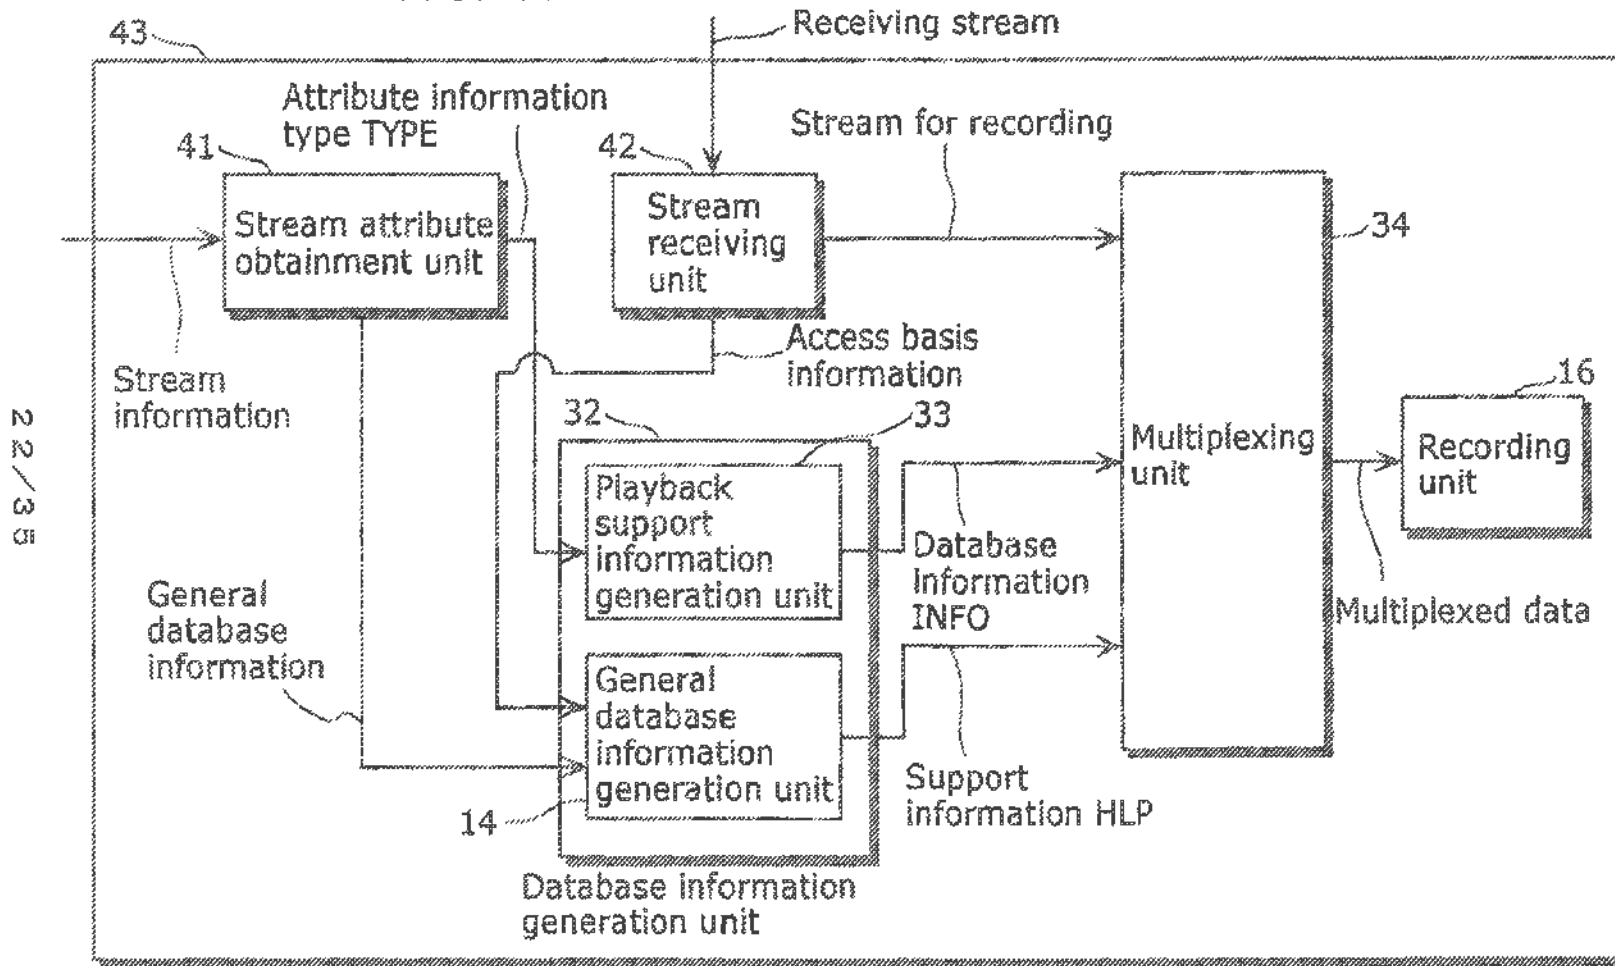 Receiving stream
43
Attribute information
type TYPE
Stream for recording
41
42
Stream attribute
obtainment unit
Stream
receiving
unit
34
Access basis
information
Stream
information
16
32
33
22/35
Multiplexing
unit
Recording
unit
Playback
support
information
generation unit
Database
Information
INFO
General
database
information
Multiplexed data
General
database
information
generation unit
Support
information HLP
14
Database information
generation unit